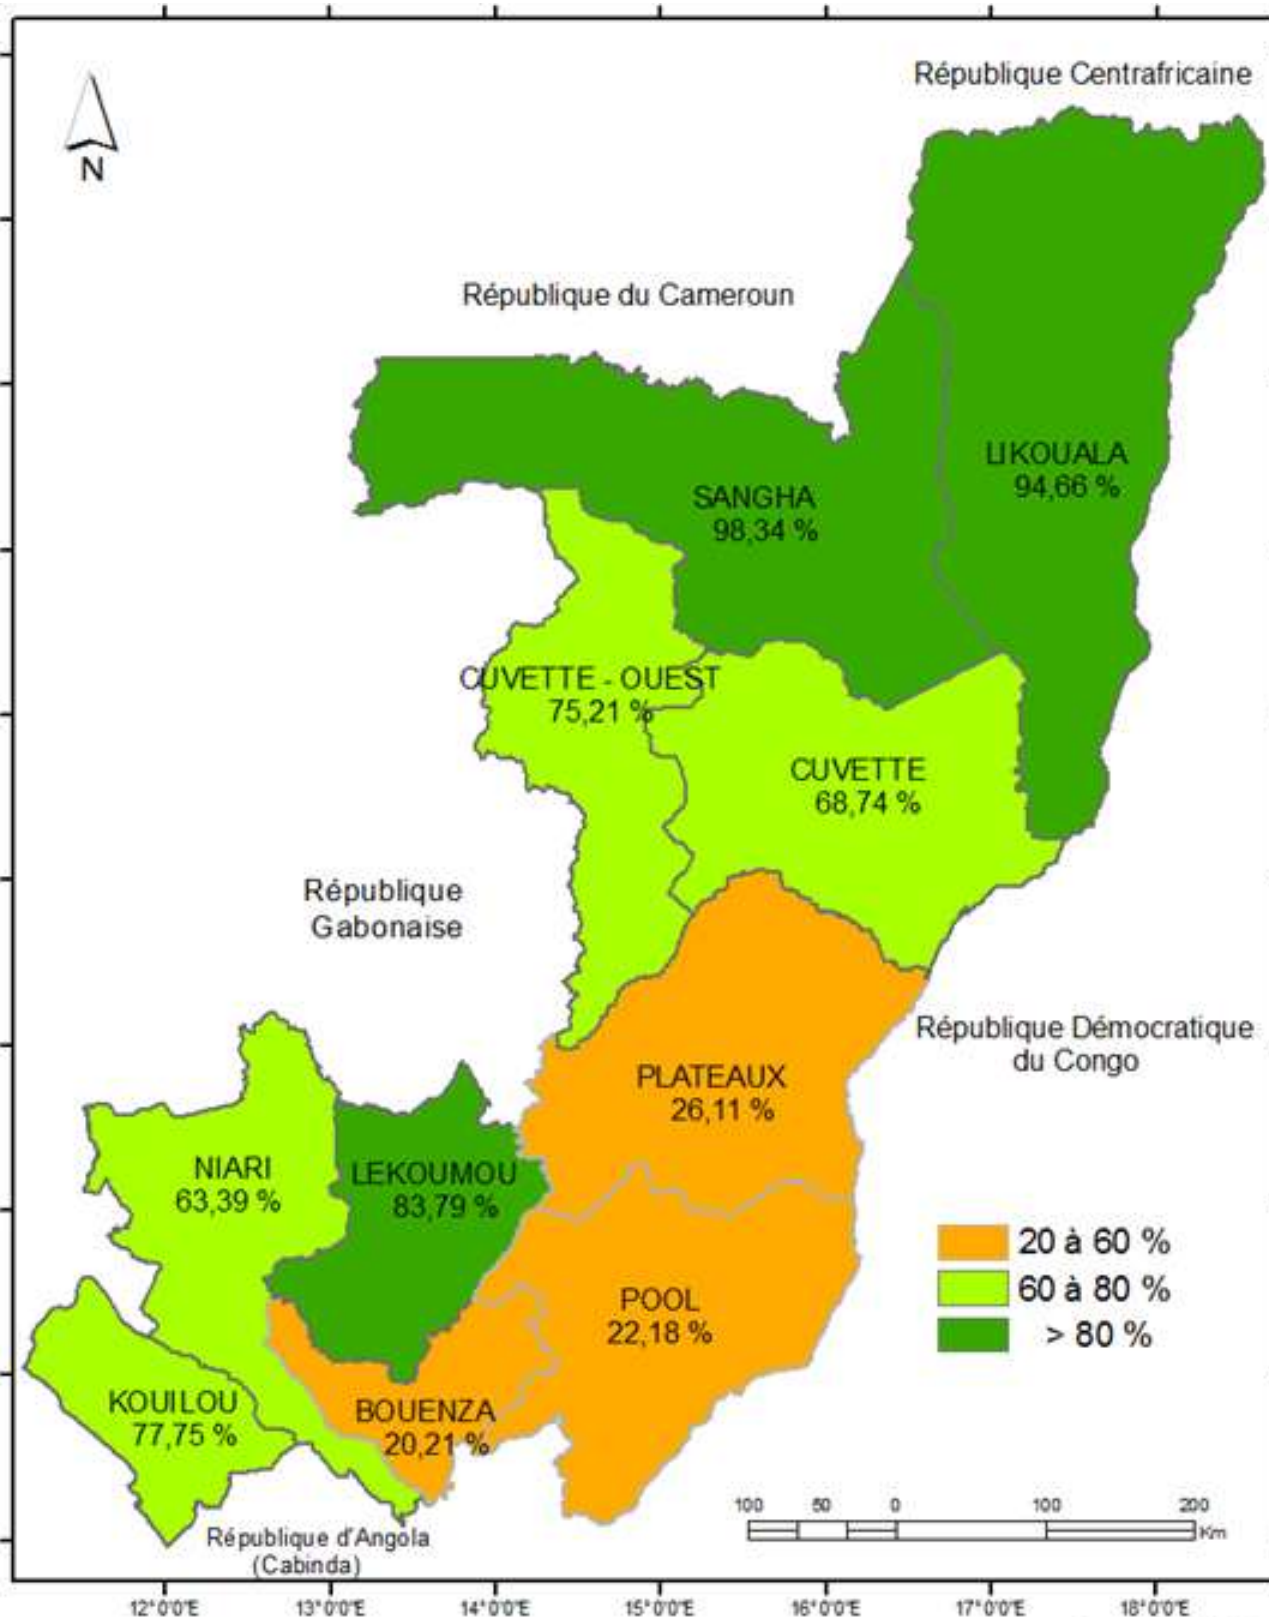 République Centrafricaine
N
République du Cameroun
LIKOUALA
94,66 %
SANGHA
98,34 %
CUVETTE - OUEST
75,21 %
CUVETTE
68,74 %
République
Gabonaise
République Démocratique
du Congo
PLATEAUX
26,11 %
NIARI
63,39 %
LEKOUMOU
83,79 %
20 à 60 %
60 à 80 %
> 80 %
POOL
22,18 %
KOUILOU
77,75 %
BOUENZA
20,21 %
100 50 0 100 200
Km
République d'Angola
(Cabinda)
12°0'0"E 13°0'0"E 14°0'0"E 15°0'0"E 16°0'0"E 17°0'0"E 18°0'0"E